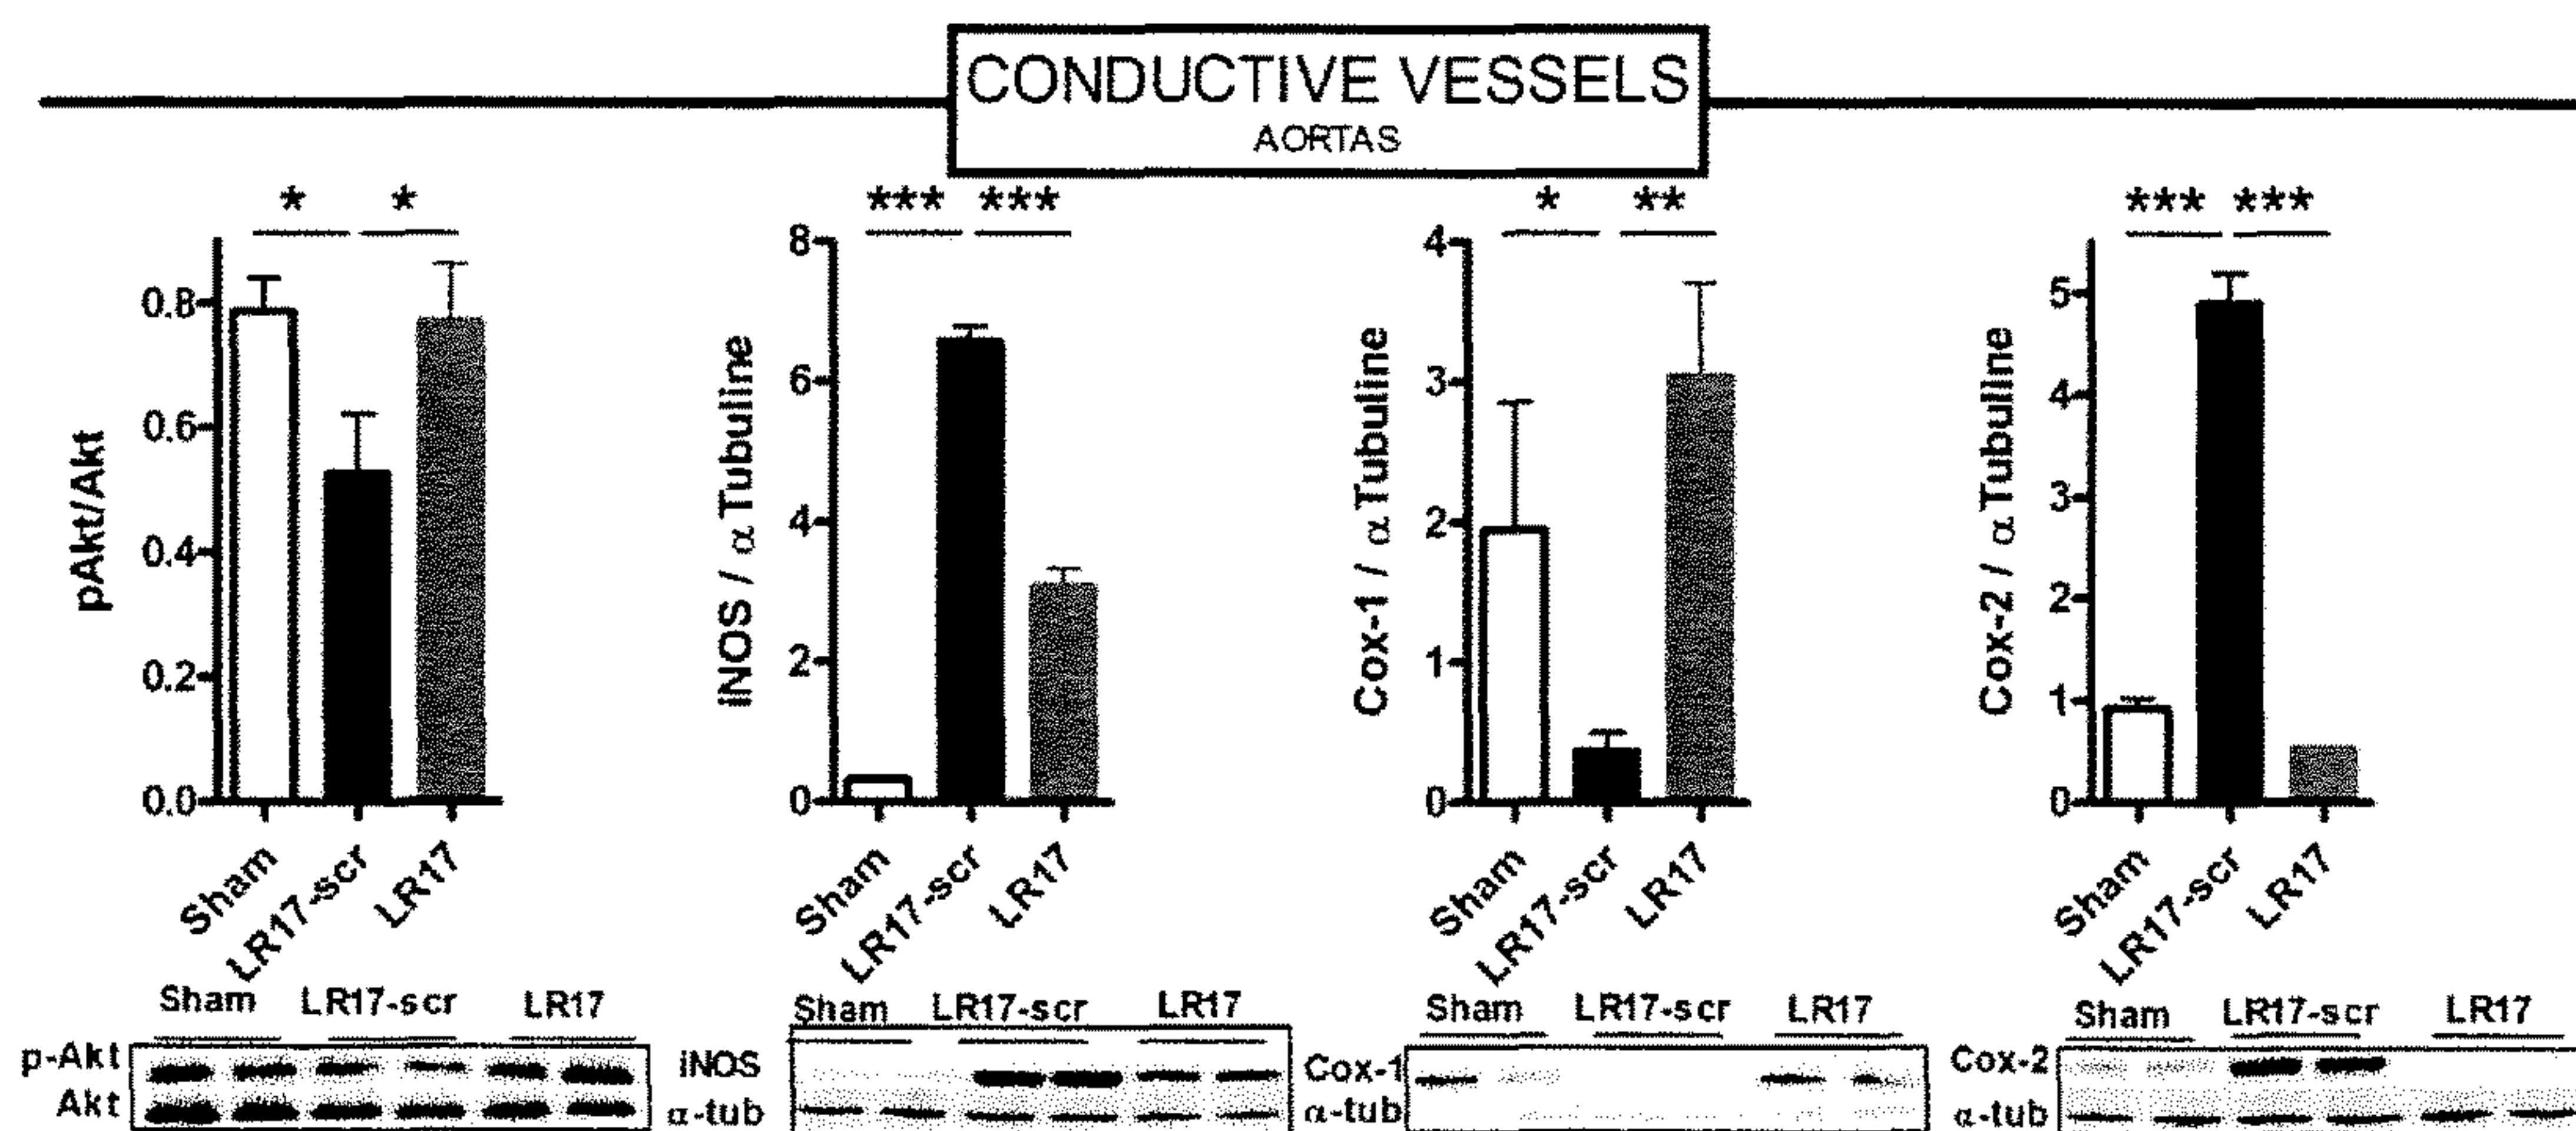 CONDUCTIVE VESSELS
AORTAS
* *
pAkt/Akt
0.8
0.6
0.4
0.2
0.0
Sham
LR17-scr
LR17
*** ***
iNOS / α Tubuline
8
6
4
2
0
Sham
LR17-scr
LR17
* **
Cox-1 / α Tubuline
4
3
2
1
0
Sham
LR17-scr
LR17
*** ***
Cox-2 / α Tubuline
5
4
3
2
1
0
Sham
LR17-scr
LR17
Sham LR17-scr LR17
p-Akt
Akt
Sham LR17-scr LR17
iNOS
α-tub
Sham LR17-scr LR17
Cox-1
α-tub
Sham LR17-scr LR17
Cox-2
α-tub